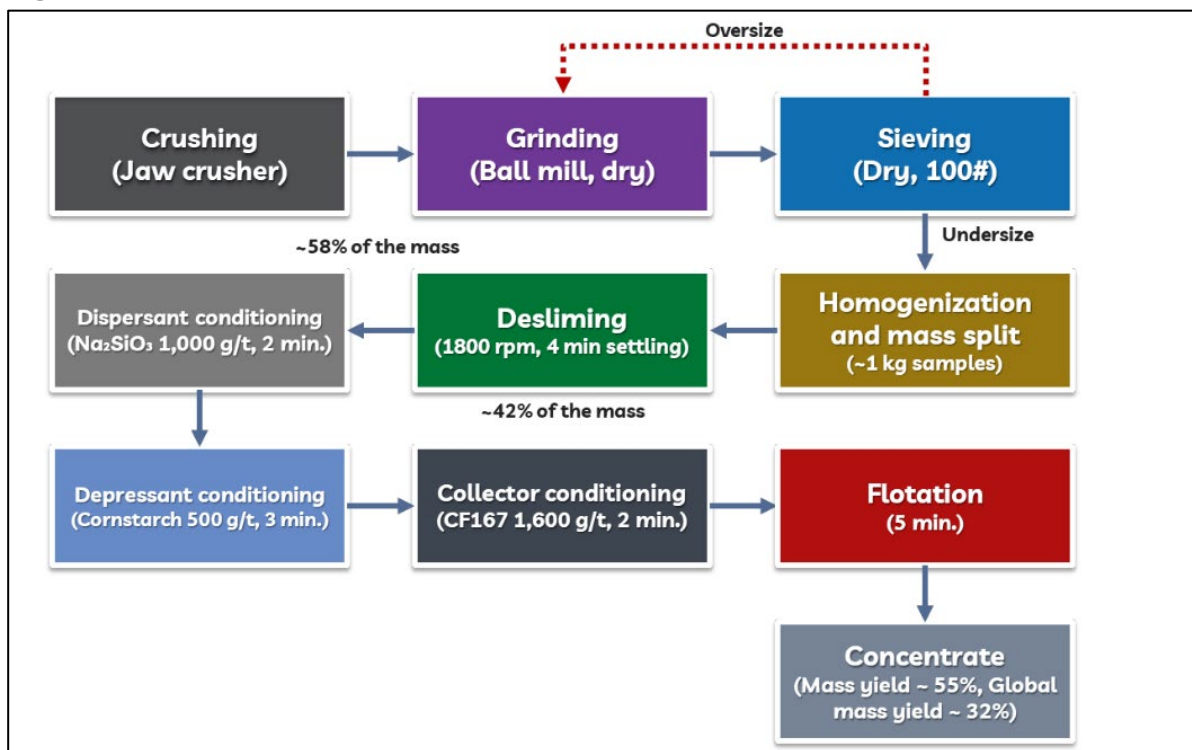 Oversize
Crushing
(Jaw crusher)
Grinding
(Ball mill, dry)
Sieving
(Dry, 100#)
Undersize
~58% of the mass
Dispersant conditioning
(Na₂SiO₃ 1,000 g/t, 2 min.)
Desliming
(1800 rpm, 4 min settling)
Homogenization
and mass split
(~1 kg samples)
~42% of the mass
Depressant conditioning
(Cornstarch 500 g/t, 3 min.)
Collector conditioning
(CF167 1,600 g/t, 2 min.)
Flotation
(5 min.)
Concentrate
(Mass yield ~ 55%, Global
mass yield ~ 32%)